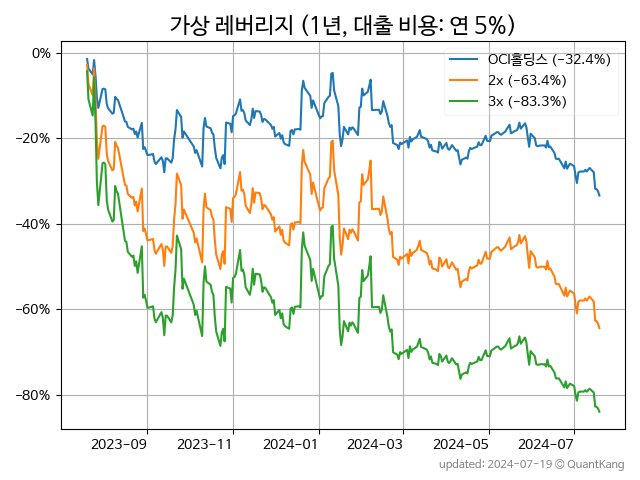 가상 레버리지 (1년, 대출 비용: 연 5%)
OCI홀딩스 (−32.4%)
2x (−63.4%)
3x (−83.3%)
0%
−20%
−40%
−60%
−80%
2023-09 2023-11 2024-01 2024-03 2024-05 2024-07
updated: 2024-07-19 © QuantKang